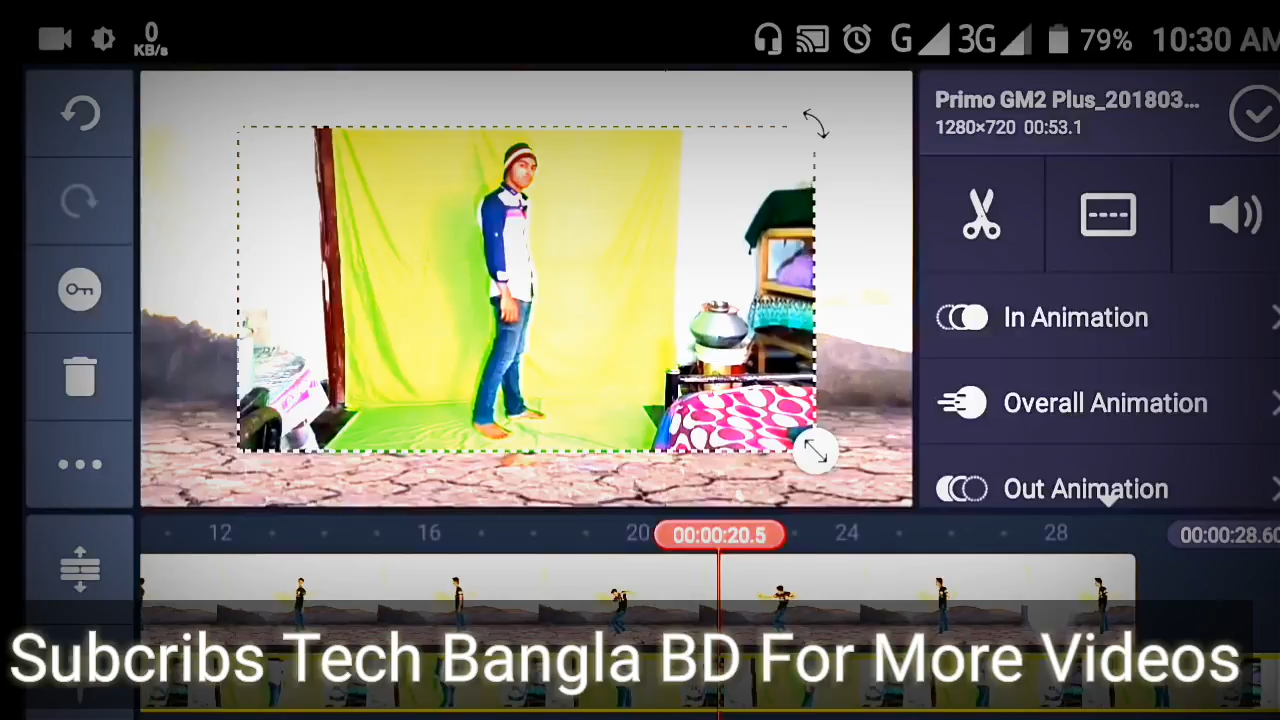 0
KB/s
G 3G 79% 10:30 AM
Primo GM2 Plus_201803...
1280×720 00:53.1
In Animation
Overall Animation
Out Animation
12 16 20 00:00:20.5 24 28 00:00:28.60
Subcribs Tech Bangla BD For More Videos